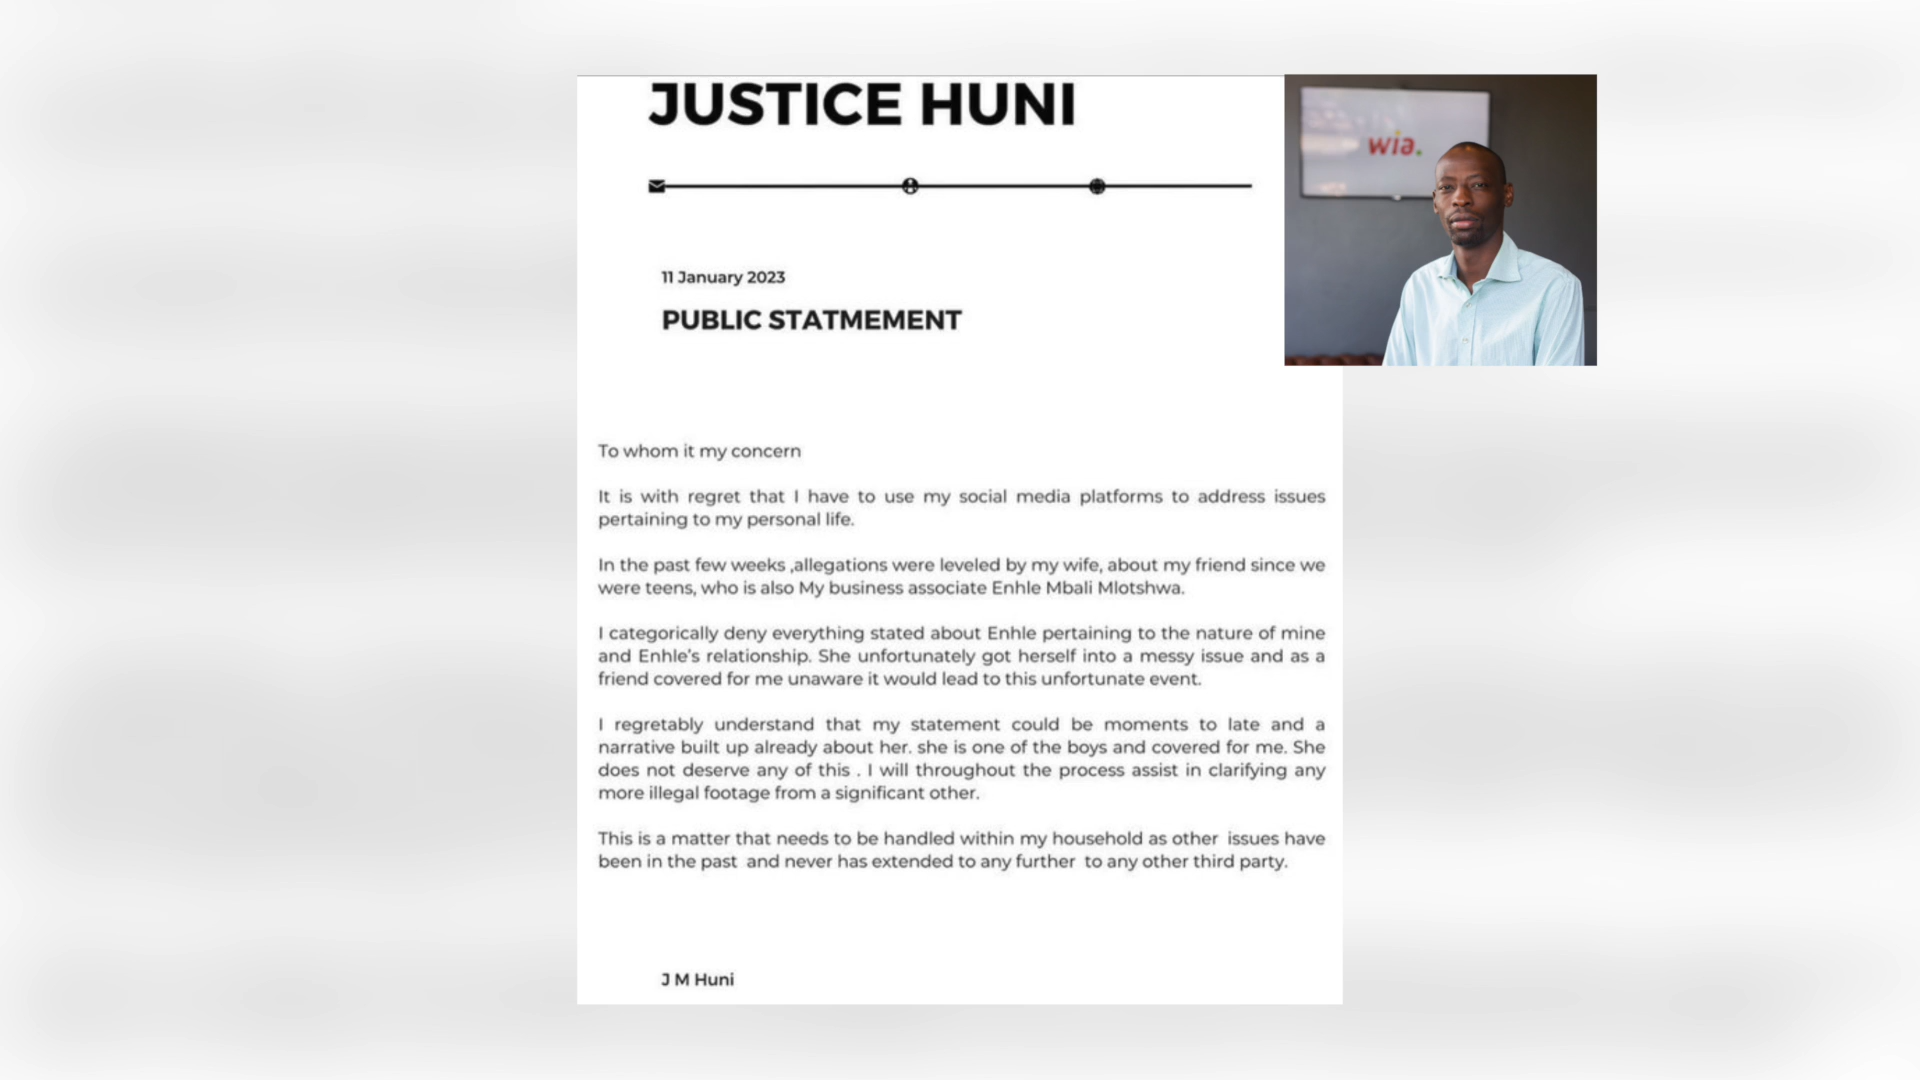 JUSTICE HUNI
wia.
11 January 2023
PUBLIC STATMEMENT
To whom it my concern
It is with regret that I have to use my social media platforms to address issues
pertaining to my personal life.
In the past few weeks ,allegations were leveled by my wife, about my friend since we
were teens, who is also My business associate Enhle Mbali Mlotshwa.
I categorically deny everything stated about Enhle pertaining to the nature of mine
and Enhle's relationship. She unfortunately got herself into a messy issue and as a
friend covered for me unaware it would lead to this unfortunate event.
I regretably understand that my statement could be moments to late and a
narrative built up already about her. she is one of the boys and covered for me. She
does not deserve any of this . I will throughout the process assist in clarifying any
more illegal footage from a significant other.
This is a matter that needs to be handled within my household as other issues have
been in the past and never has extended to any further to any other third party.
J M Huni